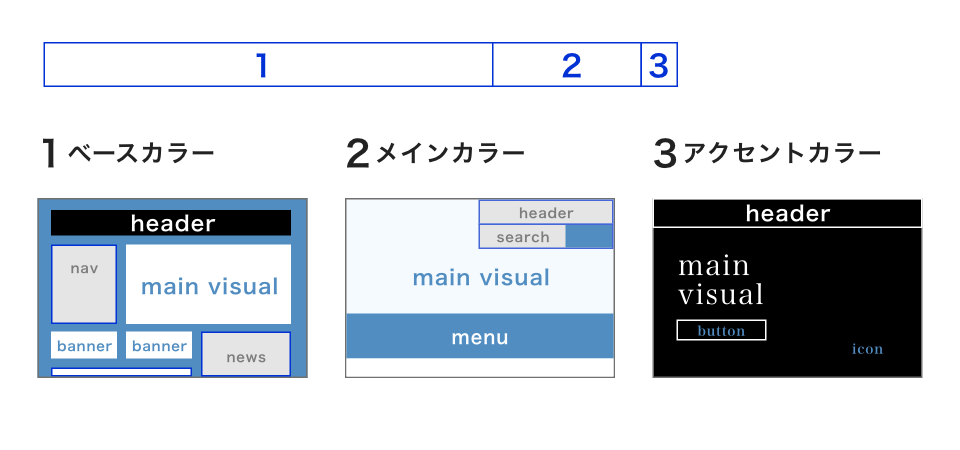 1 2 3
1 ベースカラー
2 メインカラー
3 アクセントカラー
header
nav
main visual
banner banner
news
header
search
main visual
menu
header
main
visual
button
icon